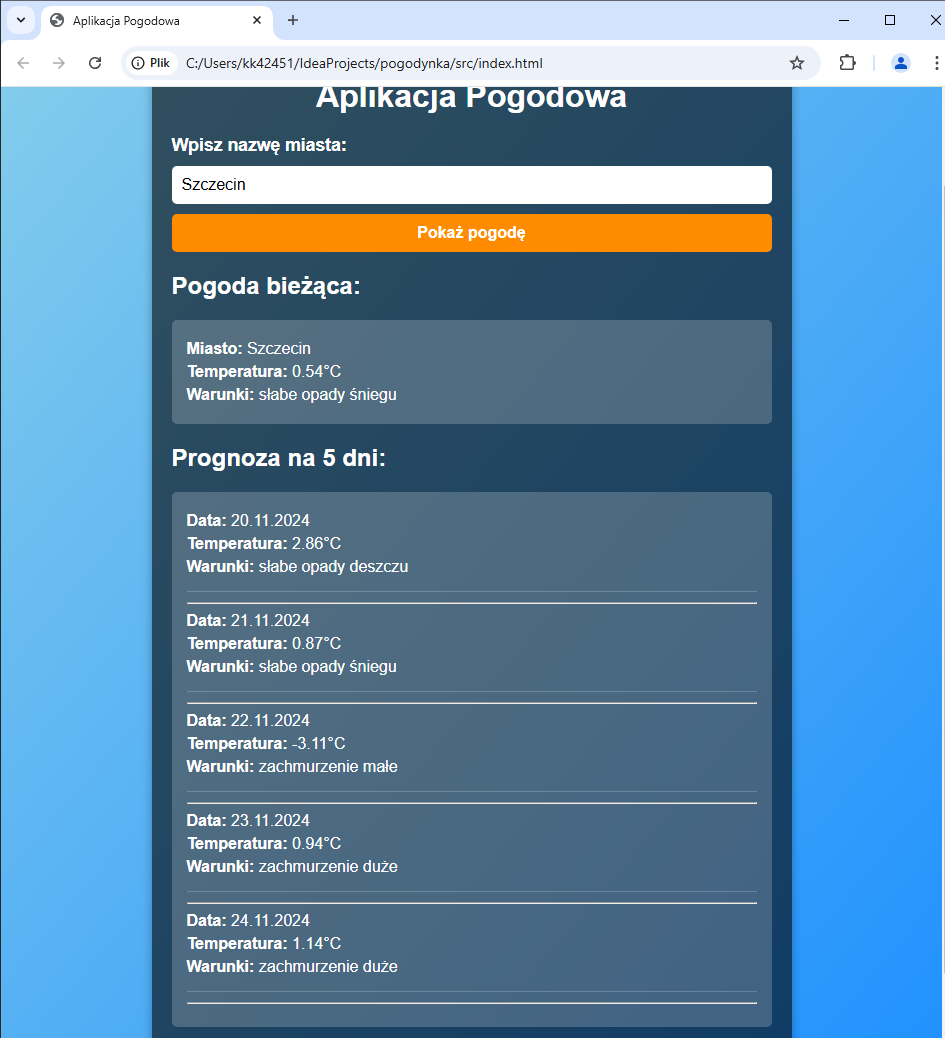 Aplikacja Pogodowa
Plik C:/Users/kk42451/IdeaProjects/pogodynka/src/index.html
Aplikacja Pogodowa
Wpisz nazwę miasta:
Szczecin
Pokaż pogodę
Pogoda bieżąca:
Miasto: Szczecin
Temperatura: 0.54°C
Warunki: słabe opady śniegu
Prognoza na 5 dni:
Data: 20.11.2024
Temperatura: 2.86°C
Warunki: słabe opady deszczu
Data: 21.11.2024
Temperatura: 0.87°C
Warunki: słabe opady śniegu
Data: 22.11.2024
Temperatura: -3.11°C
Warunki: zachmurzenie małe
Data: 23.11.2024
Temperatura: 0.94°C
Warunki: zachmurzenie duże
Data: 24.11.2024
Temperatura: 1.14°C
Warunki: zachmurzenie duże